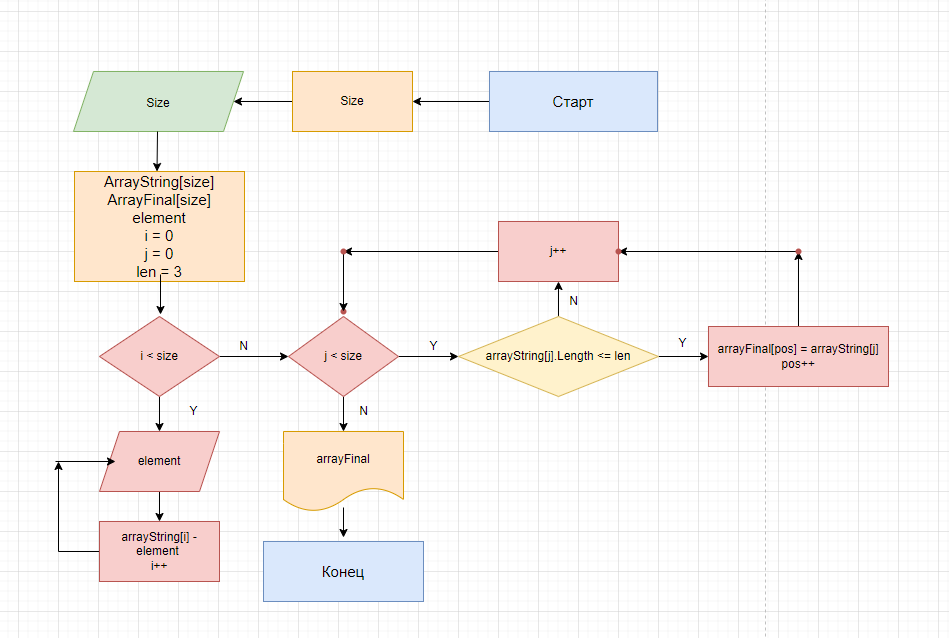 Size
Size
Старт
ArrayString[size]
ArrayFinal[size]
element
i = 0
j = 0
len = 3
j++
N
i < size
N
j < size
Y
arrayString[j].Length <= len
Y
arrayFinal[pos] = arrayString[j]
pos++
Y
N
element
arrayFinal
arrayString[i] -
element
i++
Конец